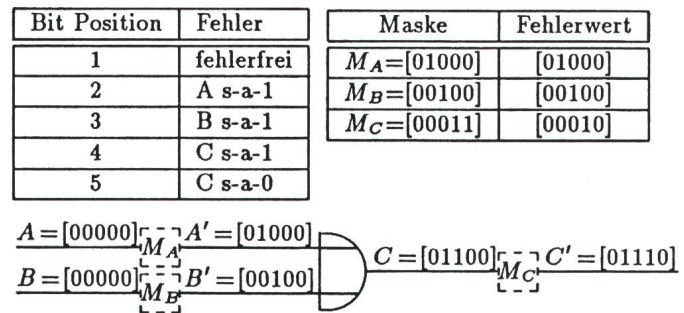 Bit Position Fehler
1 fehlerfrei
2 A s-a-1
3 B s-a-1
4 C s-a-1
5 C s-a-0
Maske Fehlerwert
M_A=[01000] [01000]
M_B=[00100] [00100]
M_C=[00011] [00010]
A=[00000] M_A A′=[01000]
B=[00000] M_B B′=[00100]
C=[01100] M_C C′=[01110]